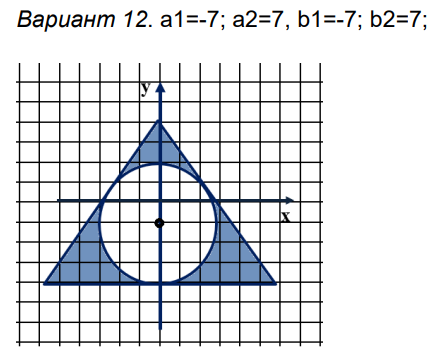 Вариант 12. a1=-7; a2=7, b1=-7; b2=7;
y
x